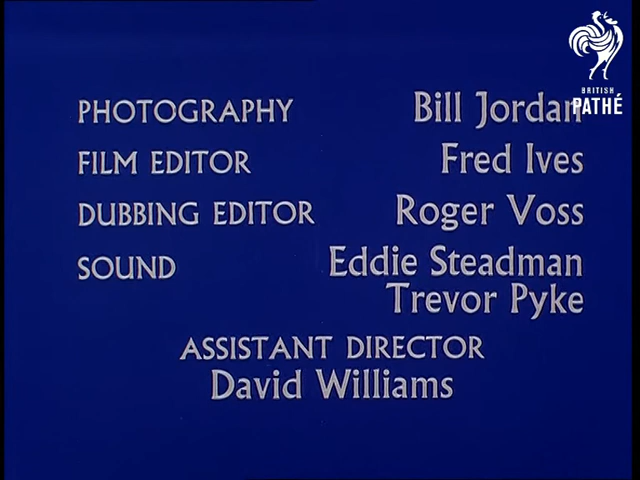 BRITISH
PATHÉ
PHOTOGRAPHY Bill Jordan
FILM EDITOR Fred Ives
DUBBING EDITOR Roger Voss
SOUND Eddie Steadman
Trevor Pyke
ASSISTANT DIRECTOR
David Williams